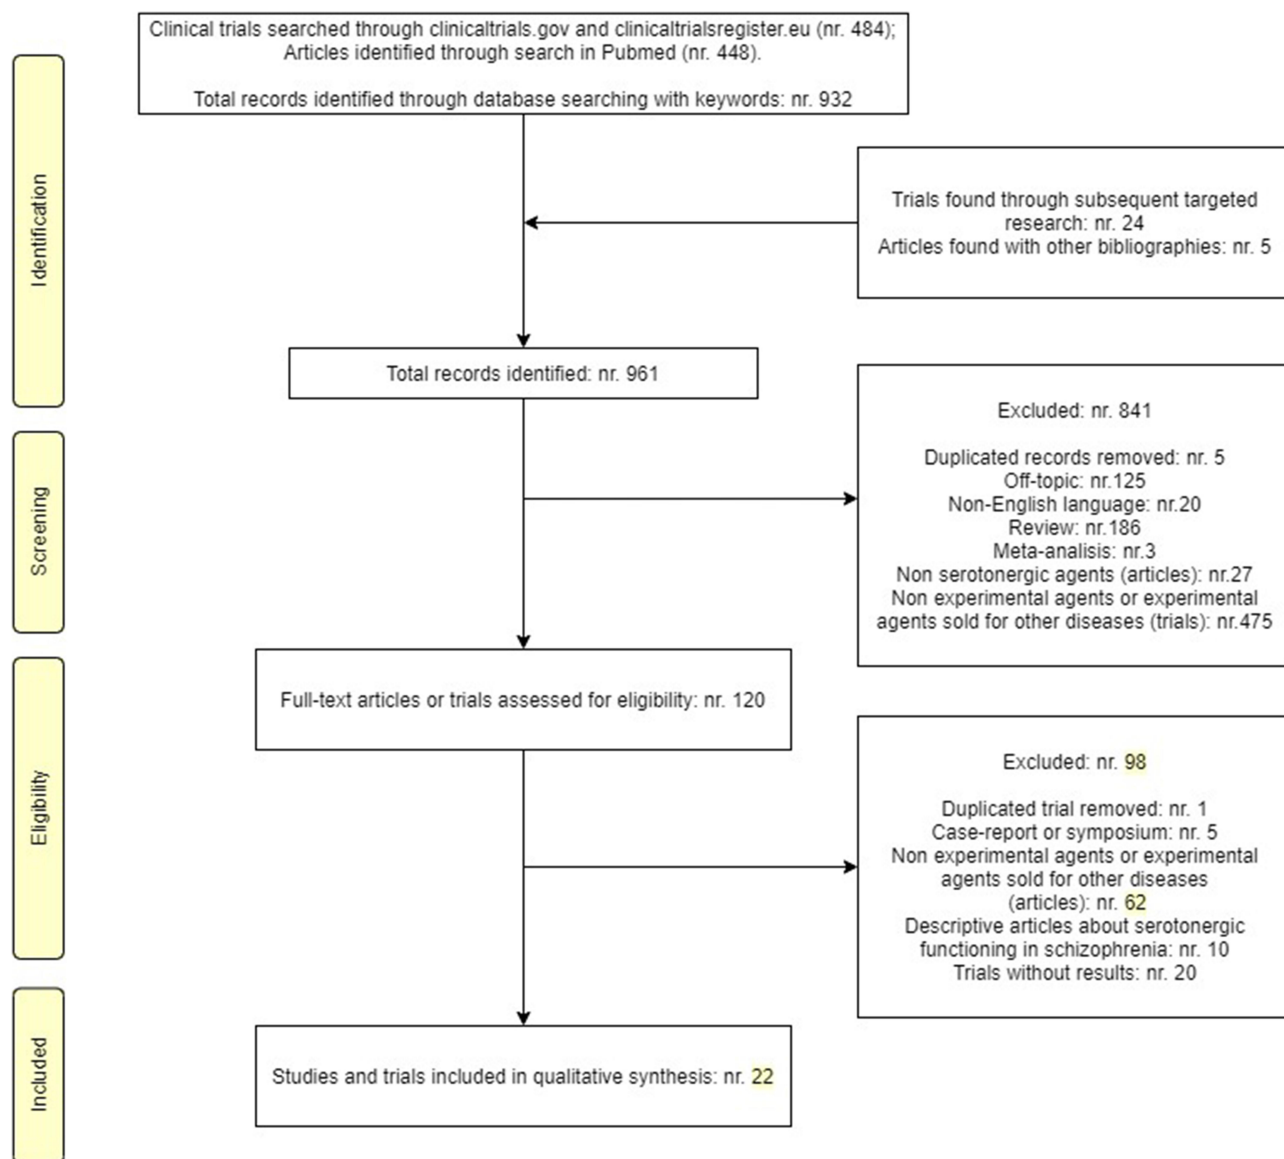 Clinical trials searched through clinicaltrials.gov and clinicaltrialsregister.eu (nr. 484);
Articles identified through search in Pubmed (nr. 448).
Total records identified through database searching with keywords: nr. 932
Identification
Trials found through subsequent targeted
research: nr. 24
Articles found with other bibliographies: nr. 5
Total records identified: nr. 961
Screening
Excluded: nr. 841
Duplicated records removed: nr. 5
Off-topic: nr.125
Non-English language: nr.20
Review: nr.186
Meta-analisis: nr.3
Non serotonergic agents (articles): nr.27
Non experimental agents or experimental
agents sold for other diseases (trials): nr.475
Full-text articles or trials assessed for eligibility: nr. 120
Eligibility
Excluded: nr. 98
Duplicated trial removed: nr. 1
Case-report or symposium: nr. 5
Non experimental agents or experimental
agents sold for other diseases
(articles): nr. 62
Descriptive articles about serotonergic
functioning in schizophrenia: nr. 10
Trials without results: nr. 20
Included
Studies and trials included in qualitative synthesis: nr. 22